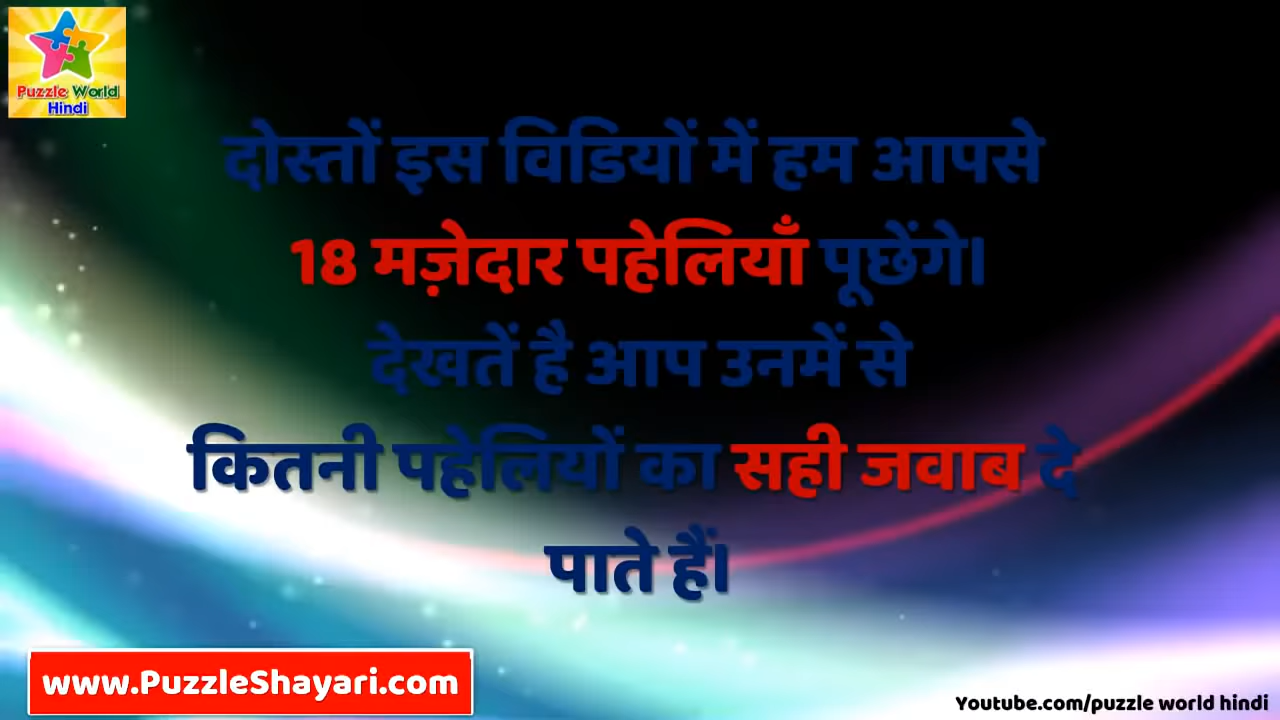 Puzzle World
Hindi
दोस्तों इस विडियों में हम आपसे
18 मज़ेदार पहेलियाँ पूछेंगे।
देखतें है आप उनमें से
कितनी पहेलियों का सही जवाब दे
पाते हैं।
www.PuzzleShayari.com
Youtube.com/puzzle world hindi